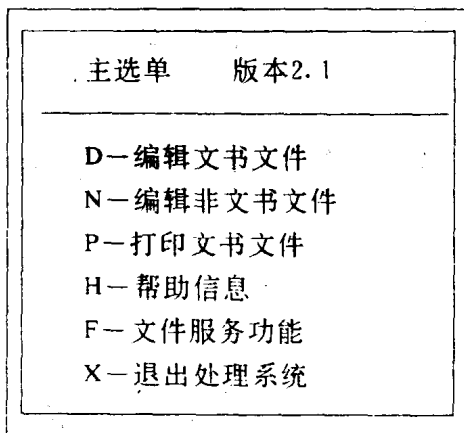 主选单 版本2.1
D—编辑文书文件
N—编辑非文书文件
P—打印文书文件
H—帮助信息
F—文件服务功能
X—退出处理系统